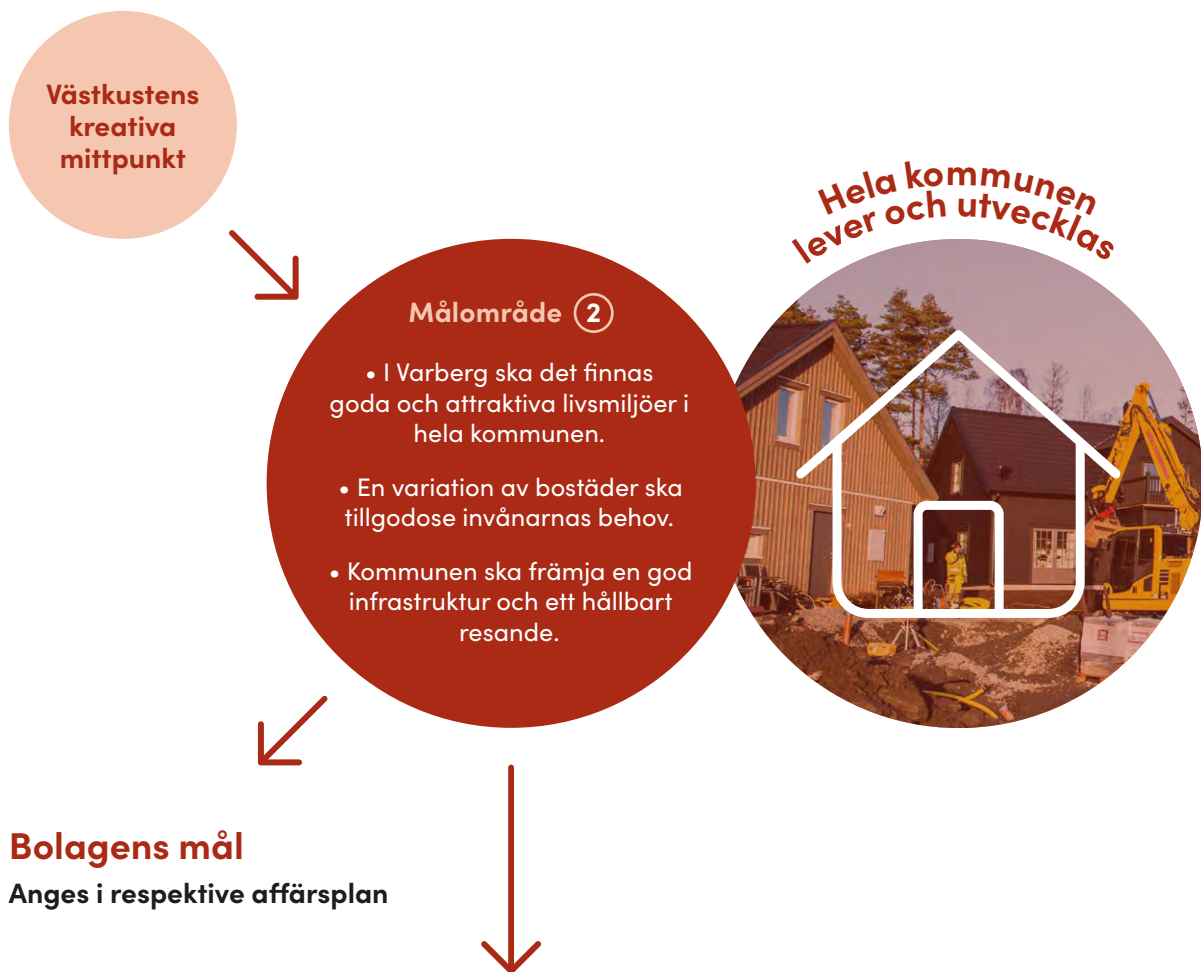 Västkustens
kreativa
mittpunkt
Hela kommunen
lever och utvecklas
Målområde 2
• I Varberg ska det finnas
goda och attraktiva livsmiljöer i
hela kommunen.
• En variation av bostäder ska
tillgodose invånarnas behov.
• Kommunen ska främja en god
infrastruktur och ett hållbart
resande.
Bolagens mål
Anges i respektive affärsplan